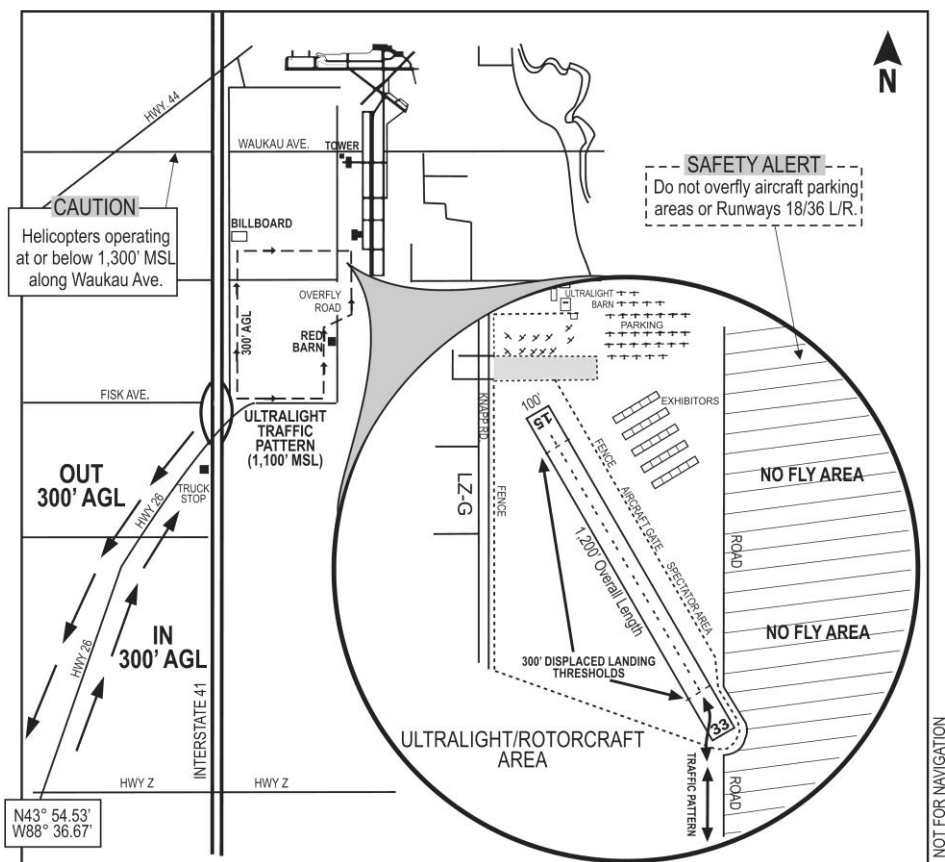 N
HWY. 44
WAUKAU AVE.
TOWER
SAFETY ALERT
Do not overfly aircraft parking
areas or Runways 18/36 L/R.
CAUTION
Helicopters operating
at or below 1,300' MSL
along Waukau Ave.
BILLBOARD
OVERFLY
ROAD
300' AGL
RED
BARN
FISK AVE.
ULTRALIGHT
TRAFFIC
PATTERN
(1,100' MSL)
OUT
300' AGL
TRUCK
STOP
HWY 26
IN
300' AGL
HWY 26
INTERSTATE 41
HWY Z
HWY Z
N43° 54.53'
W88° 36.67'
ULTRALIGHT
BARN
PARKING
EXHIBITORS
KNAPP RD.
100'
15
FENCE
LZ-G
FENCE
AIRCRAFT GATE
SPECTATOR AREA
NO FLY AREA
ROAD
1,200' Overall Length
NO FLY AREA
300' DISPLACED LANDING
THRESHOLDS
33
ULTRALIGHT/ROTORCRAFT
AREA
TRAFFIC PATTERN
ROAD
NOT FOR NAVIGATION